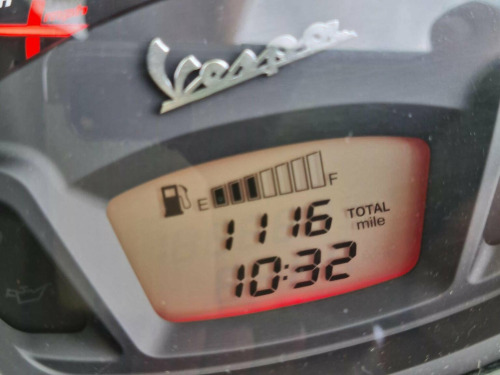 Vespa
E F
1116 TOTAL
mile
10:32